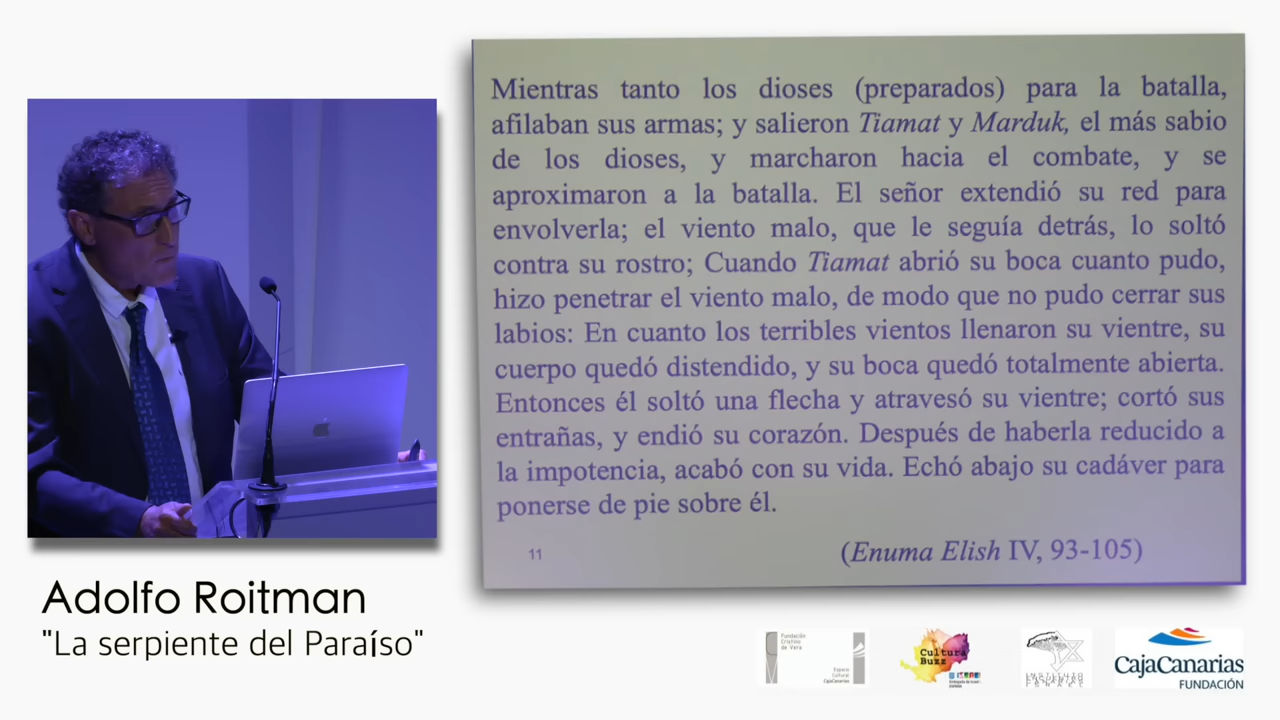 Mientras tanto los dioses (preparados) para la batalla,
afilaban sus armas; y salieron Tiamat y Marduk, el más sabio
de los dioses, y marcharon hacia el combate, y se
aproximaron a la batalla. El señor extendió su red para
envolverla; el viento malo, que le seguía detrás, lo soltó
contra su rostro; Cuando Tiamat abrió su boca cuanto pudo,
hizo penetrar el viento malo, de modo que no pudo cerrar sus
labios: En cuanto los terribles vientos llenaron su vientre, su
cuerpo quedó distendido, y su boca quedó totalmente abierta.
Entonces él soltó una flecha y atravesó su vientre; cortó sus
entrañas, y endió su corazón. Después de haberla reducido a
la impotencia, acabó con su vida. Echó abajo su cadáver para
ponerse de pie sobre él.
11
(Enuma Elish IV, 93-105)
Adolfo Roitman
"La serpiente del Paraíso"
Fundación
Cristino
de Vera
Espacio
Cultural
CajaCanarias
Cultura
Buzz
CajaCanarias
FUNDACIÓN